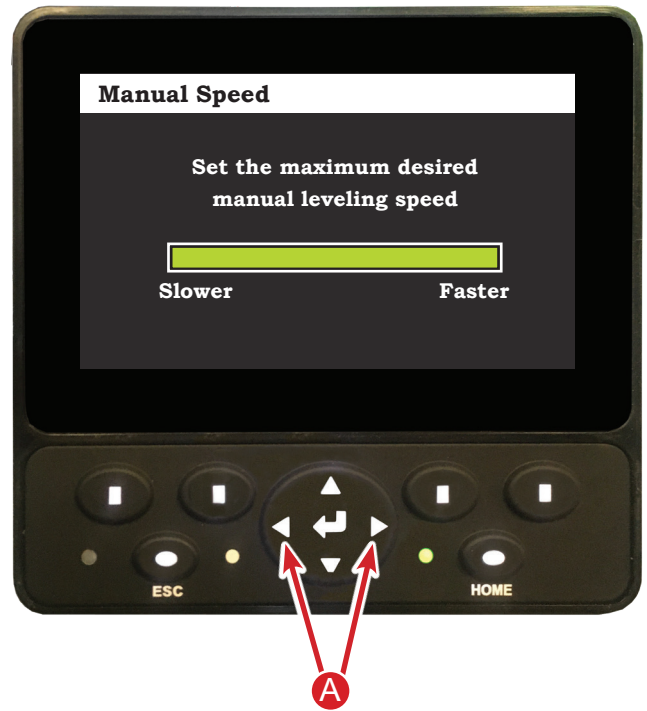 Manual Speed
Set the maximum desired
manual leveling speed
Slower Faster
ESC HOME
A